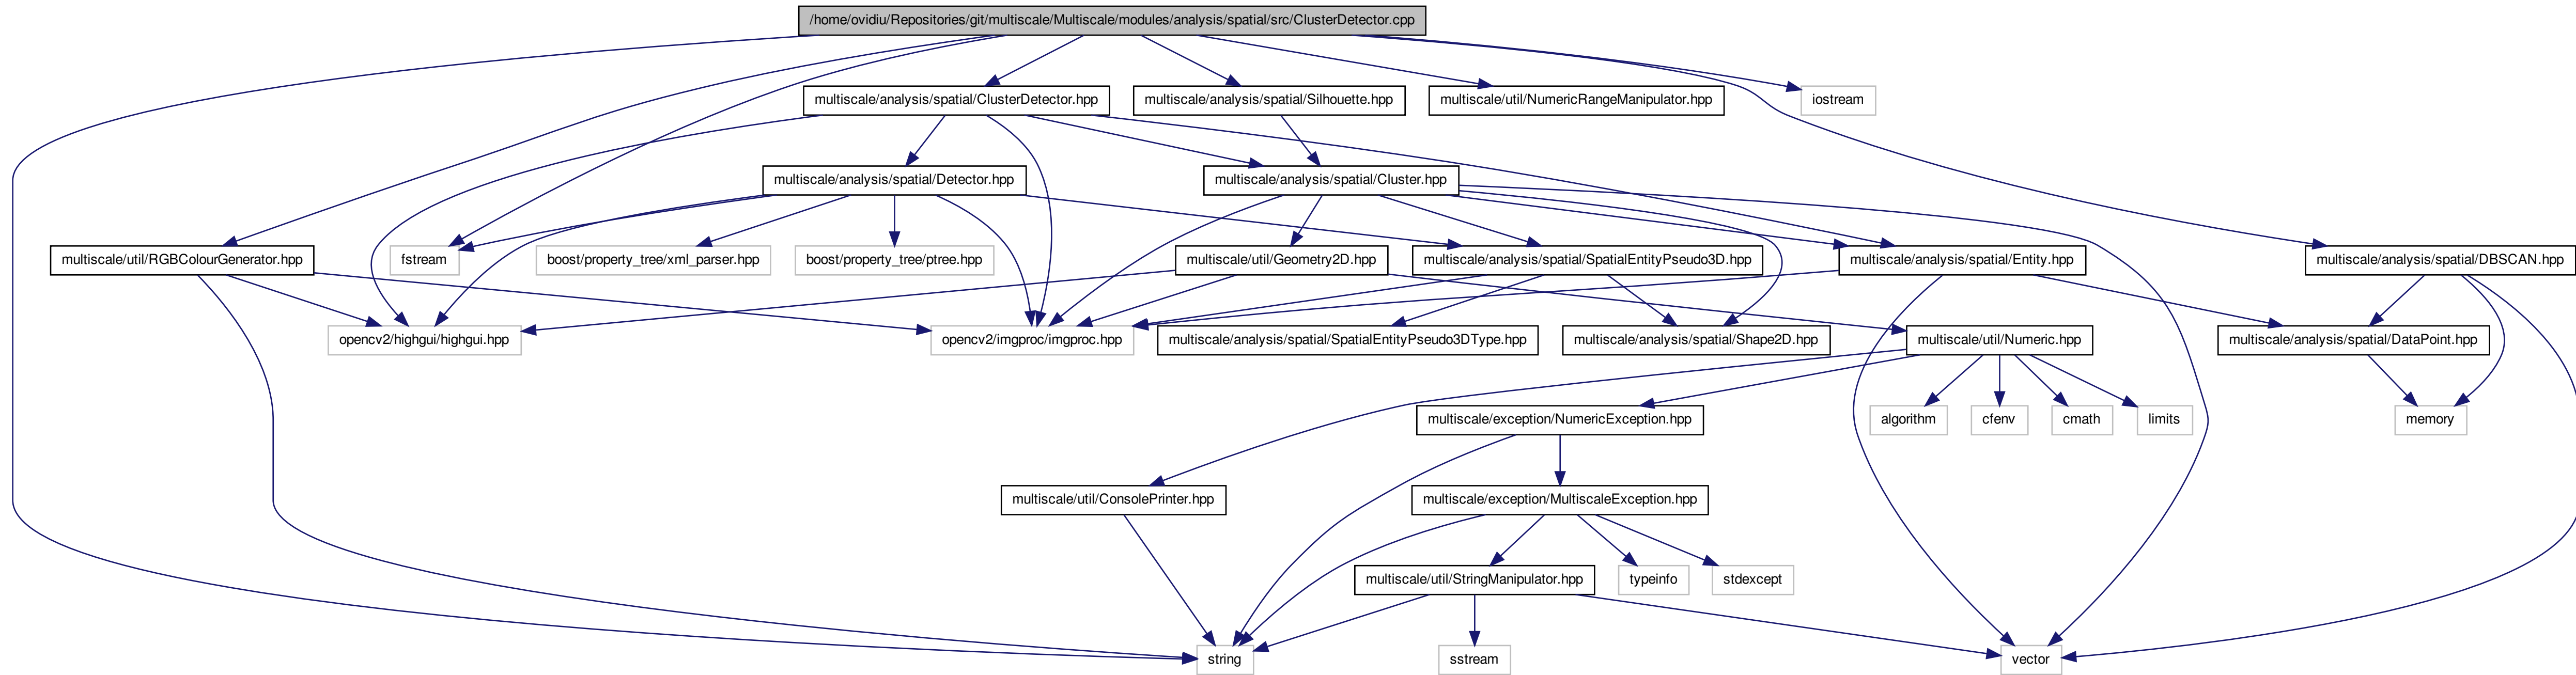 /home/ovidiu/Repositories/git/multiscale/Multiscale/modules/analysis/spatial/src/ClusterDetector.cpp
multiscale/analysis/spatial/ClusterDetector.hpp
multiscale/analysis/spatial/Silhouette.hpp
multiscale/util/NumericRangeManipulator.hpp
iostream
multiscale/analysis/spatial/Detector.hpp
multiscale/analysis/spatial/Cluster.hpp
multiscale/util/RGBColourGenerator.hpp
fstream
boost/property_tree/xml_parser.hpp
boost/property_tree/ptree.hpp
multiscale/util/Geometry2D.hpp
multiscale/analysis/spatial/SpatialEntityPseudo3D.hpp
multiscale/analysis/spatial/Entity.hpp
multiscale/analysis/spatial/DBSCAN.hpp
opencv2/highgui/highgui.hpp
opencv2/imgproc/imgproc.hpp
multiscale/analysis/spatial/SpatialEntityPseudo3DType.hpp
multiscale/analysis/spatial/Shape2D.hpp
multiscale/util/Numeric.hpp
multiscale/analysis/spatial/DataPoint.hpp
multiscale/exception/NumericException.hpp
algorithm
cfenv
cmath
limits
memory
multiscale/util/ConsolePrinter.hpp
multiscale/exception/MultiscaleException.hpp
multiscale/util/StringManipulator.hpp
typeinfo
stdexcept
string
sstream
vector